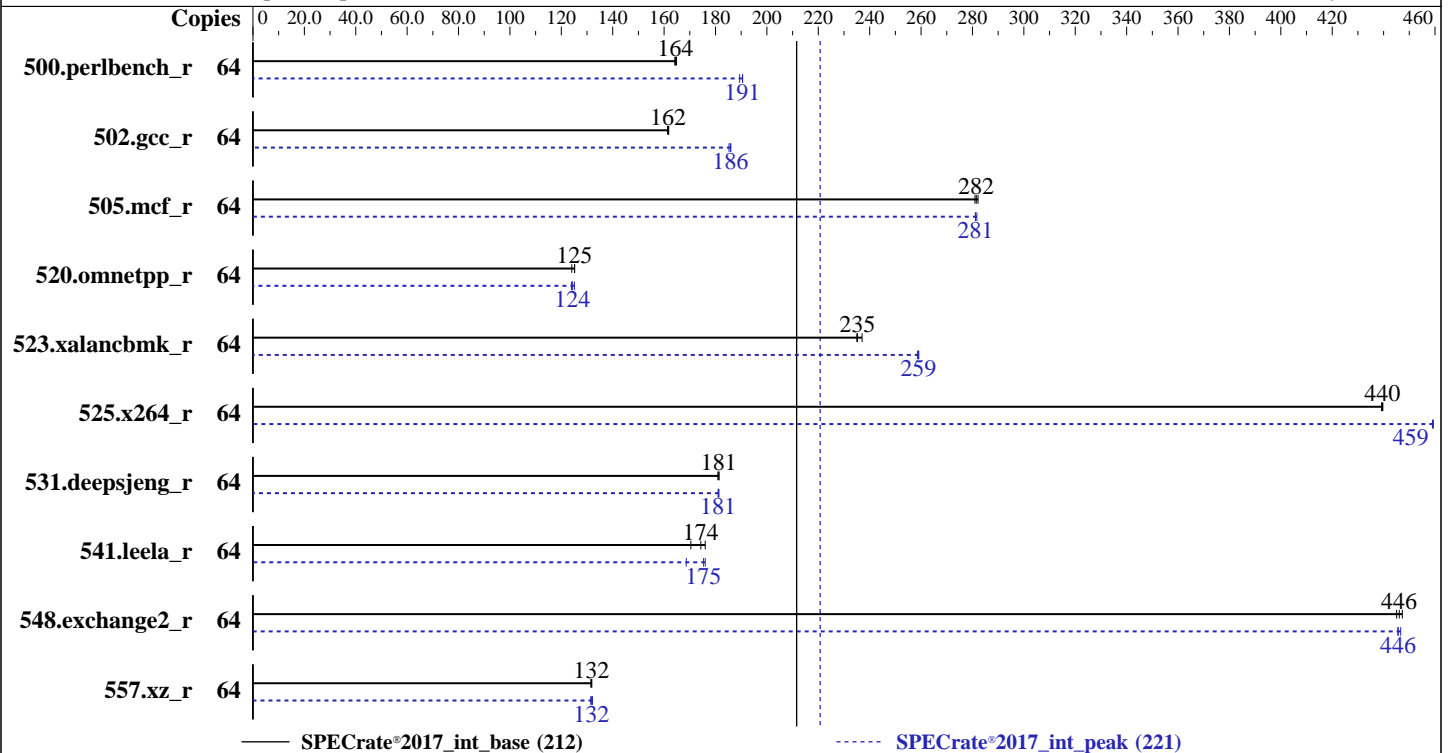 Copies 0 20.0 40.0 60.0 80.0 100 120 140 160 180 200 220 240 260 280 300 320 340 360 380 400 420 460
164
500.perlbench_r 64
191
162
502.gcc_r 64
186
282
505.mcf_r 64
281
125
520.omnetpp_r 64
124
235
523.xalancbmk_r 64
259
440
525.x264_r 64
459
181
531.deepsjeng_r 64
181
174
541.leela_r 64
175
446
548.exchange2_r 64
446
132
557.xz_r 64
132
SPECrate®2017_int_base (212) SPECrate®2017_int_peak (221)